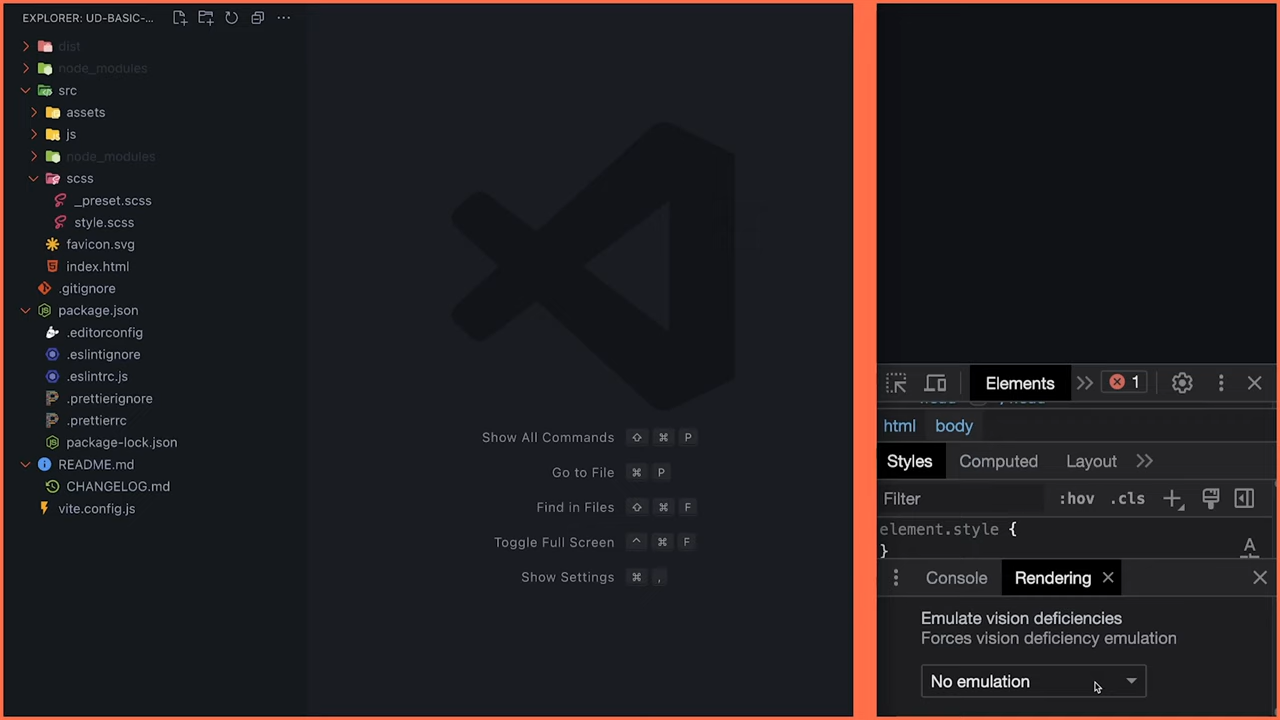 EXPLORER: UD-BASIC-...
dist
node_modules
src
assets
js
node_modules
scss
_preset.scss
style.scss
favicon.svg
index.html
.gitignore
package.json
.editorconfig
.eslintignore
.eslintrc.js
.prettierignore
.prettierrc
package-lock.json
README.md
CHANGELOG.md
vite.config.js
Show All Commands ⇧ ⌘ P
Go to File ⌘ P
Find in Files ⇧ ⌘ F
Toggle Full Screen ^ ⌘ F
Show Settings ⌘ ,
Elements 1
html body
Styles Computed Layout
Filter :hov .cls
element.style {
}
Console Rendering
Emulate vision deficiencies
Forces vision deficiency emulation
No emulation